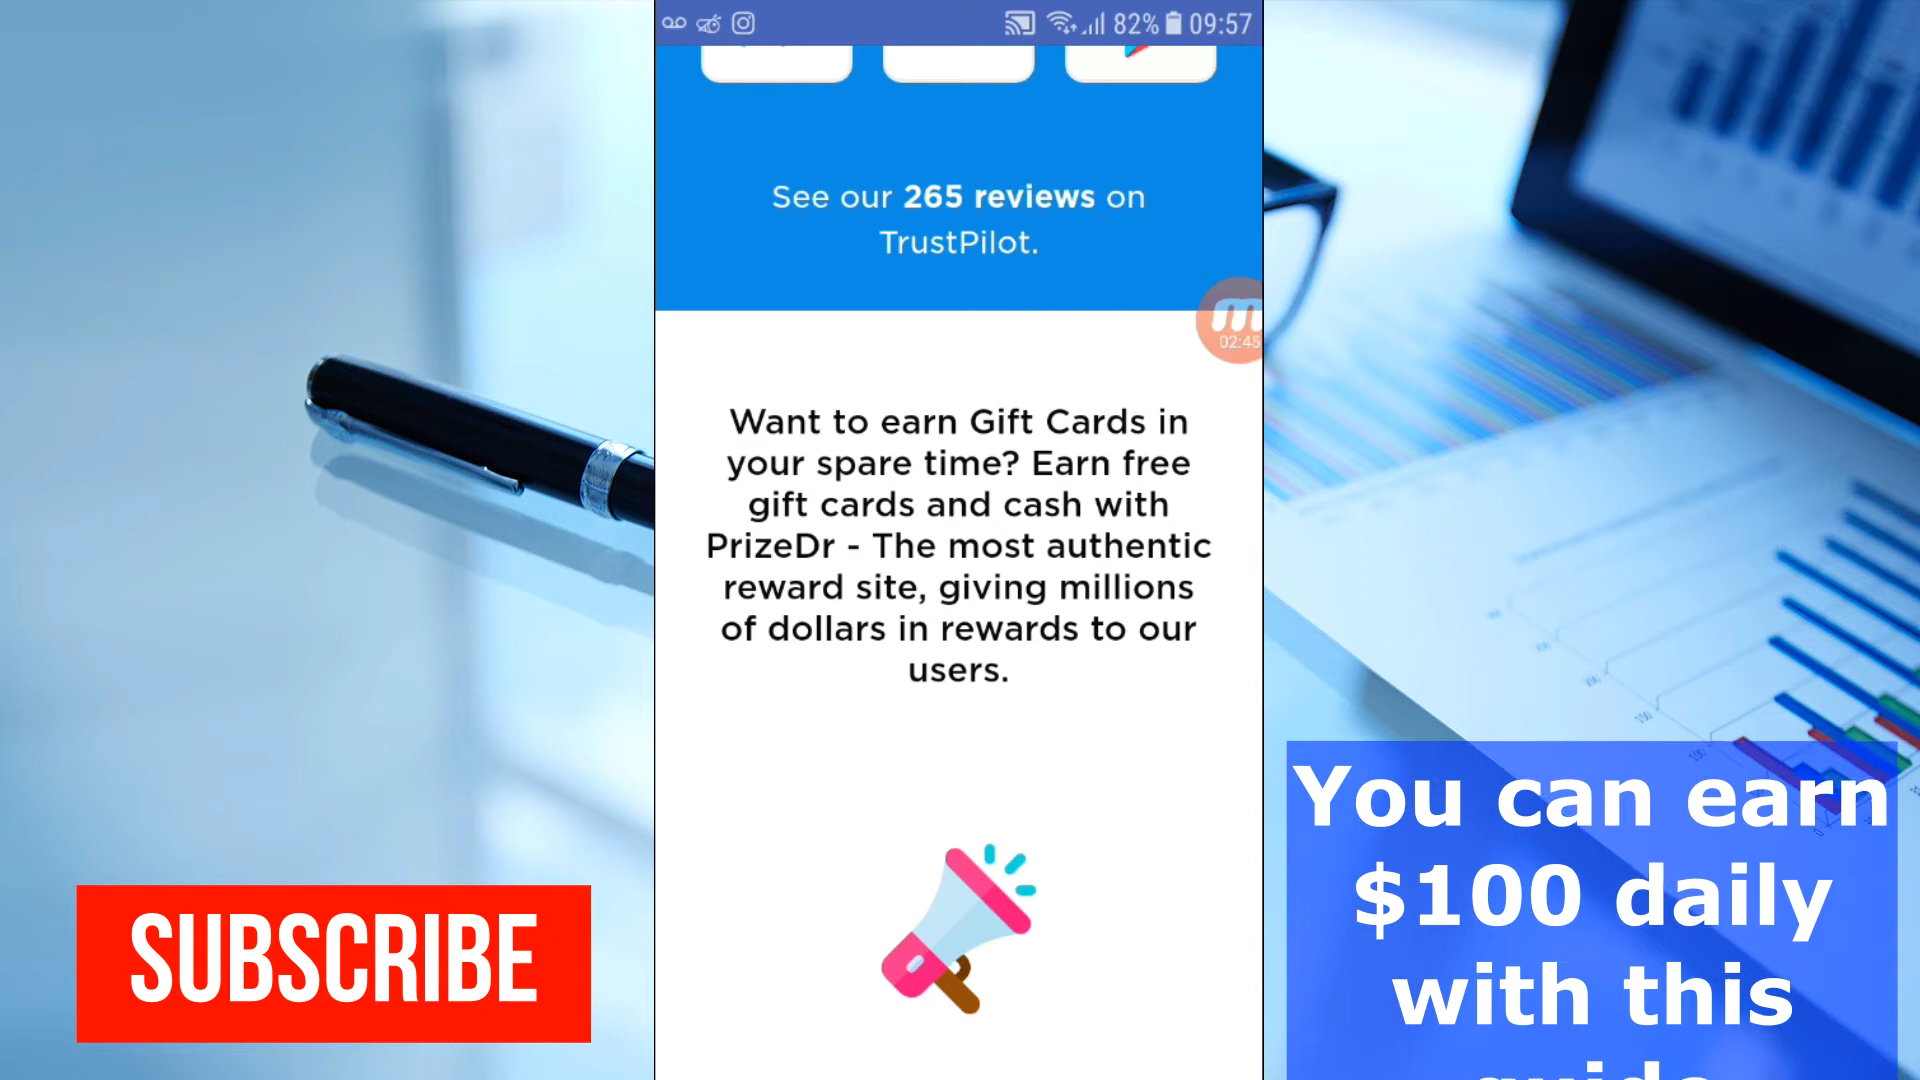 82% 09:57
See our 265 reviews on
TrustPilot.
02:45
Want to earn Gift Cards in
your spare time? Earn free
gift cards and cash with
PrizeDr - The most authentic
reward site, giving millions
of dollars in rewards to our
users.
SUBSCRIBE
You can earn
$100 daily
with this